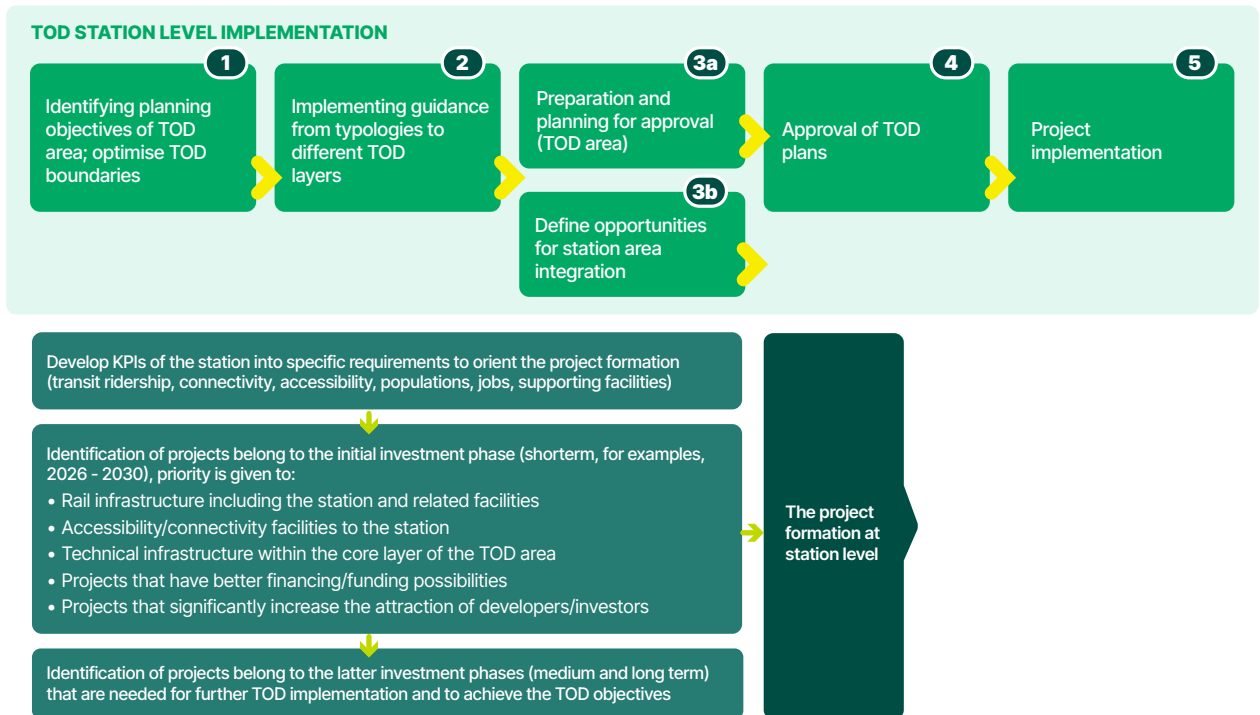 TOD STATION LEVEL IMPLEMENTATION
1
Identifying planning
objectives of TOD
area; optimise TOD
boundaries
2
Implementing guidance
from typologies to
different TOD
layers
3a
Preparation and
planning for approval
(TOD area)
3b
Define opportunities
for station area
integration
4
Approval of TOD
plans
5
Project
implementation
Develop KPIs of the station into specific requirements to orient the project formation
(transit ridership, connectivity, accessibility, populations, jobs, supporting facilities)
Identification of projects belong to the initial investment phase (shorterm, for examples,
2026 - 2030), priority is given to:
• Rail infrastructure including the station and related facilities
• Accessibility/connectivity facilities to the station
• Technical infrastructure within the core layer of the TOD area
• Projects that have better financing/funding possibilities
• Projects that significantly increase the attraction of developers/investors
Identification of projects belong to the latter investment phases (medium and long term)
that are needed for further TOD implementation and to achieve the TOD objectives
The project
formation at
station level